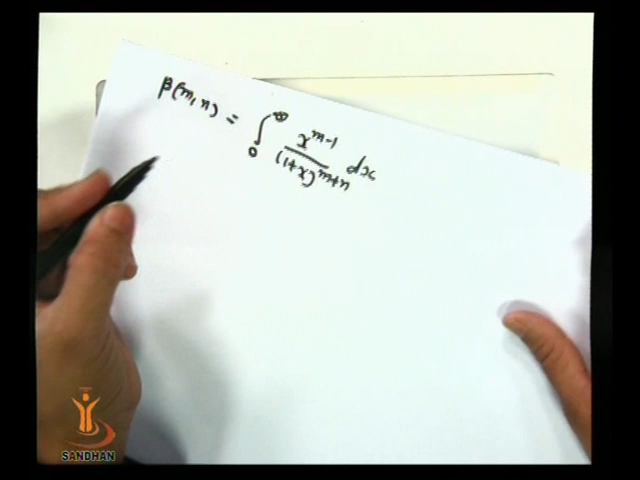 β(m,n) = ∫₀^∞ x^(m-1)/(1+x)^(m+n) dx
SANDHAN